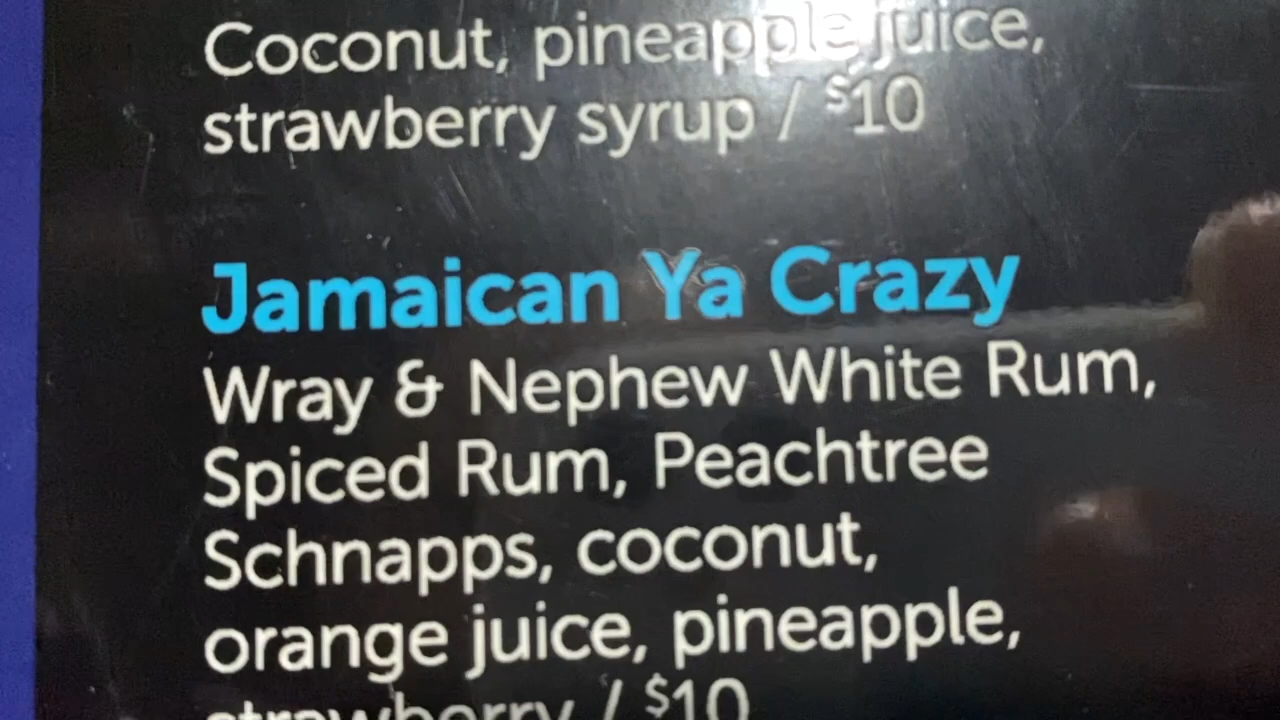 Coconut, pineapple juice,
strawberry syrup / $10
Jamaican Ya Crazy
Wray & Nephew White Rum,
Spiced Rum, Peachtree
Schnapps, coconut,
orange juice, pineapple,
strawberry / $10